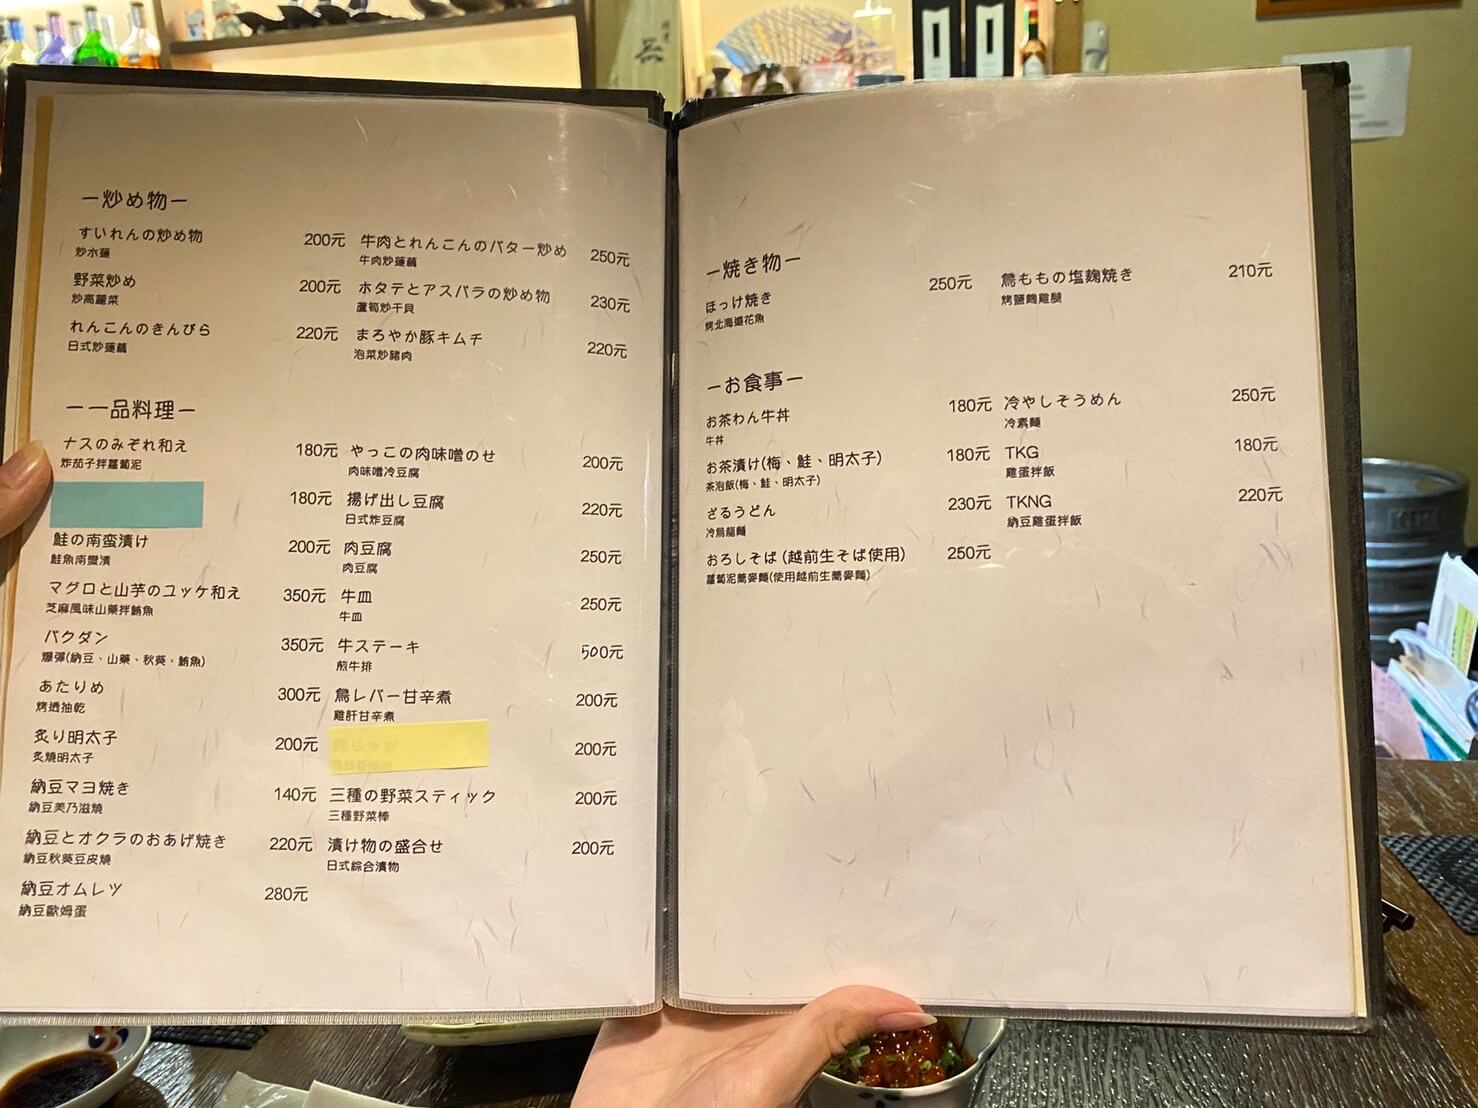 ー炒め物ー
すいれんの炒め物 200元
炒水蓮
野菜炒め 200元
炒高麗菜
れんこんのきんぴら 220元
日式炒蓮藕
牛肉とれんこんのバター炒め 250元
牛肉炒蓮藕
ホタテとアスパラの炒め物 230元
蘆筍炒干貝
まろやか豚キムチ 220元
泡菜炒豬肉
ー一品料理ー
ナスのみぞれ和え 180元
炸茄子拌蘿蔔泥
180元
鮭の南蛮漬け 200元
鮭魚南蠻漬
マグロと山芋のユッケ和え 350元
芝麻風味山藥拌鮪魚
バクダン 350元
爆彈(納豆、山藥、秋葵、鮪魚)
あたりめ 300元
烤透抽乾
炙り明太子 200元
炙燒明太子
納豆マヨ焼き 140元
納豆美乃滋燒
納豆とオクラのおあげ焼き 220元
納豆秋葵豆皮燒
納豆オムレツ 280元
納豆歐姆蛋
やっこの肉味噌のせ 200元
肉味噌冷豆腐
揚げ出し豆腐 220元
日式炸豆腐
肉豆腐 250元
肉豆腐
牛皿 250元
牛皿
牛ステーキ 500元
煎牛排
鳥レバー甘辛煮 200元
雞肝甘辛煮
200元
三種の野菜スティック 200元
三種野菜棒
漬け物の盛合せ 200元
日式綜合漬物
ー焼き物ー
ほっけ焼き 250元
烤北海道花魚
鳥ももの塩麹焼き 210元
烤鹽麴雞腿
ーお食事ー
お茶わん牛丼 180元
牛丼
お茶漬け(梅、鮭、明太子) 180元
茶泡飯(梅、鮭、明太子)
ざるうどん 230元
冷烏龍麵
おろしそば(越前生そば使用) 250元
蘿蔔泥蕎麥麵(使用越前生蕎麥麵)
冷やしそうめん 250元
冷素麵
TKG 180元
雞蛋拌飯
TKNG 220元
納豆雞蛋拌飯